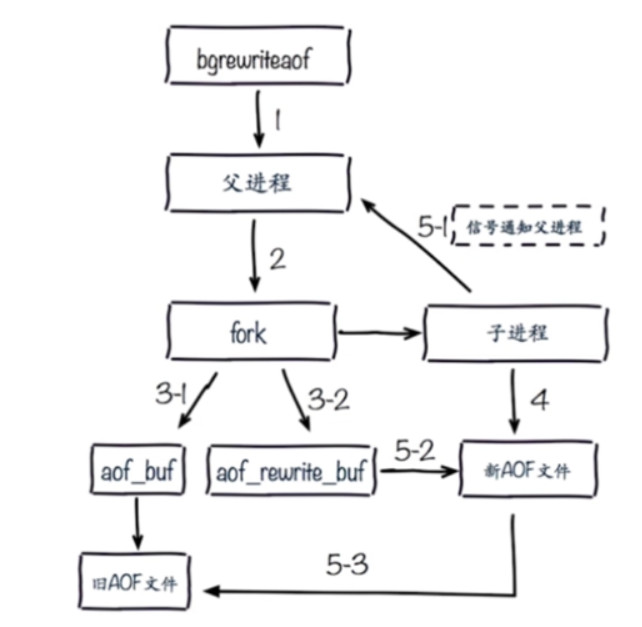 bgrewriteaof
1
父进程
5-1
信号通知父进程
2
fork
子进程
3-1
3-2
4
aof_buf
aof_rewrite_buf
5-2
新AOF文件
旧AOF文件
5-3